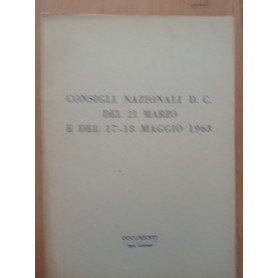 CONSIGLI NAZIONALI D. C.
DEL 21 MARZO
E DEL 17-18 MAGGIO 1963
DOCUMENTI